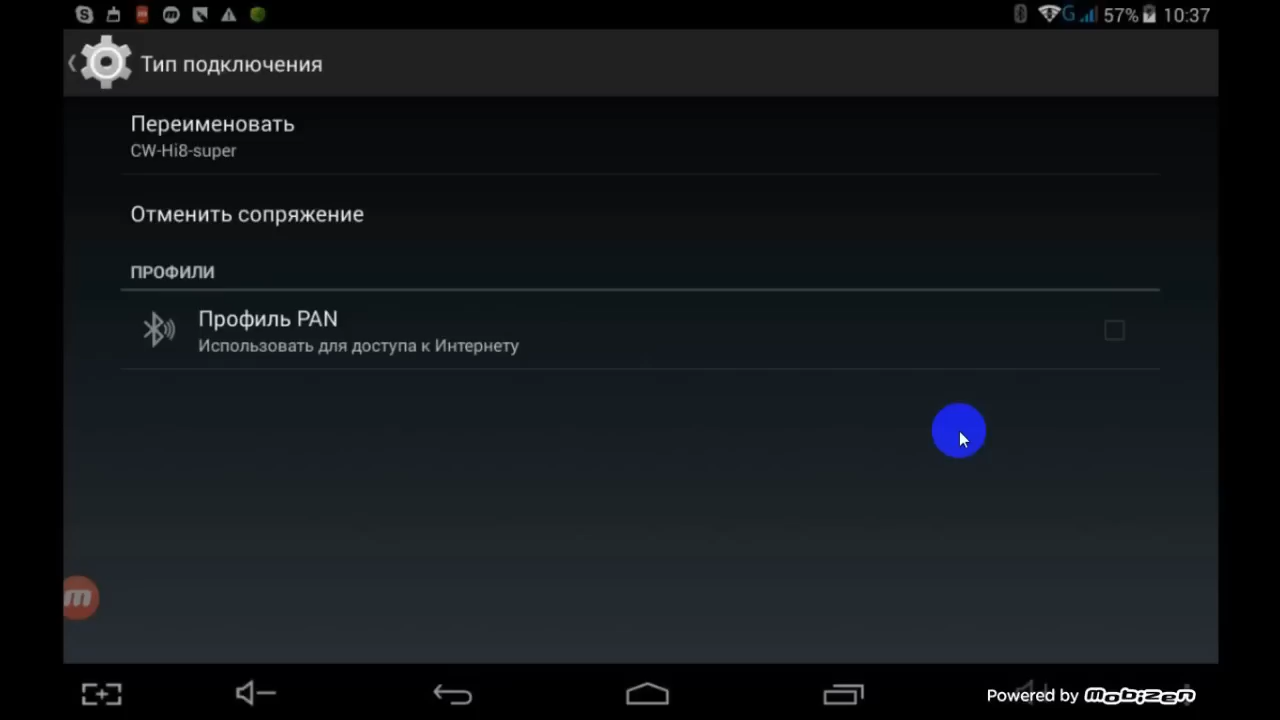 57% 10:37
Тип подключения
Переименовать
CW-Hi8-super
Отменить сопряжение
ПРОФИЛИ
Профиль PAN
Использовать для доступа к Интернету
Powered by mobizen